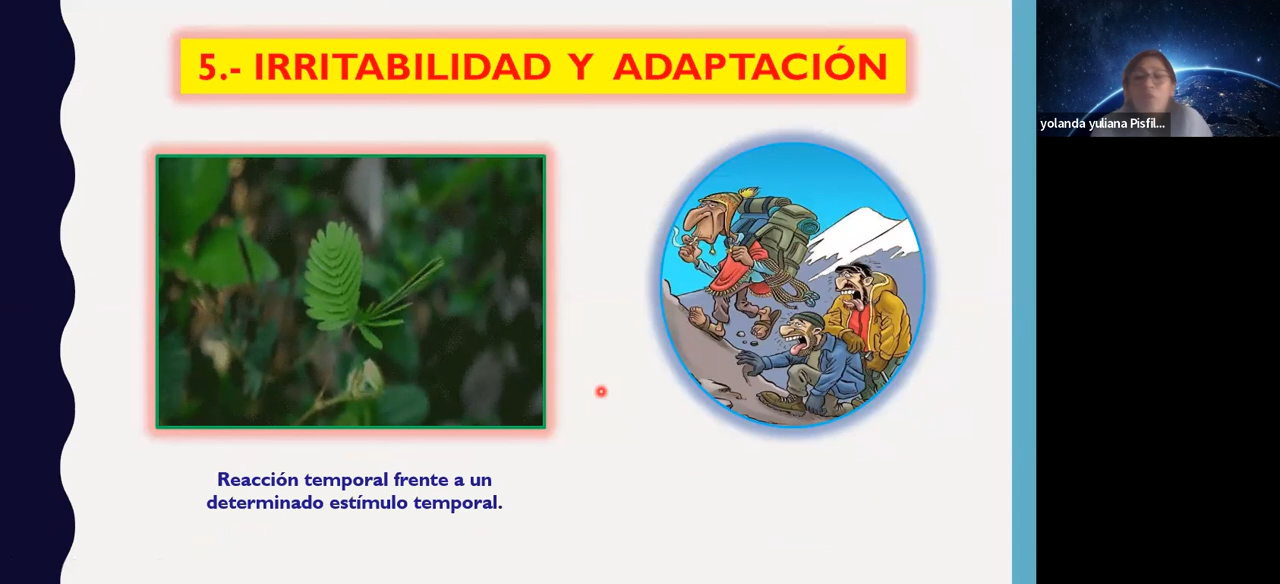 5.- IRRITABILIDAD Y ADAPTACIÓN
yolanda yuliana Pisfil...
Reacción temporal frente a un
determinado estímulo temporal.